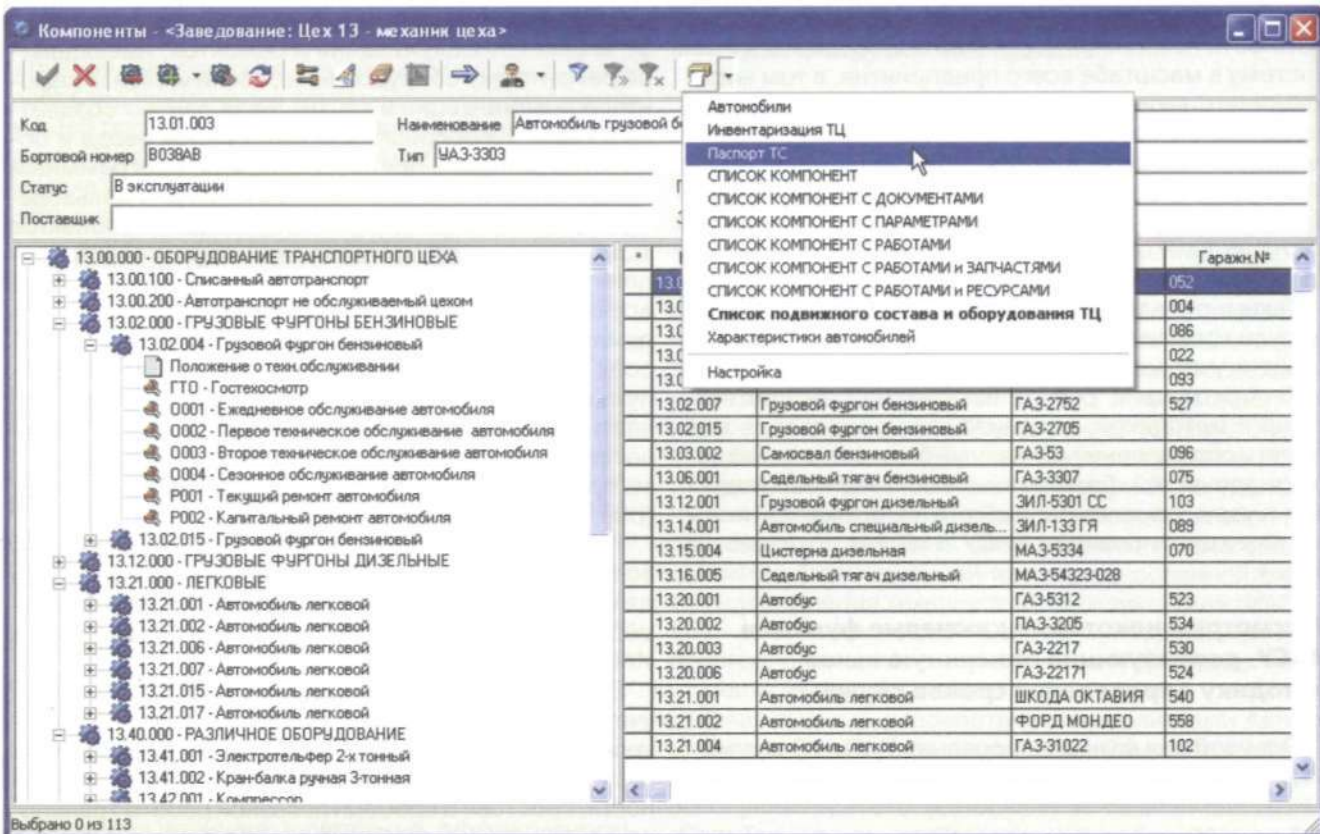 Компоненты - <Заведование: Цех 13 - механик цеха>
Код 13.01.003 Наименование Автомобиль грузовой
Бортовой номер В038АВ Тип УАЗ-3303
Статус В эксплуатации
Поставщик
Автомобили
Инвентаризация ТЦ
Паспорт ТС
СПИСОК КОМПОНЕНТ
СПИСОК КОМПОНЕНТ С ДОКУМЕНТАМИ
СПИСОК КОМПОНЕНТ С ПАРАМЕТРАМИ
СПИСОК КОМПОНЕНТ С РАБОТАМИ
СПИСОК КОМПОНЕНТ С РАБОТАМИ и ЗАПЧАСТЯМИ
СПИСОК КОМПОНЕНТ С РАБОТАМИ и РЕСУРСАМИ
Список подвижного состава и оборудования ТЦ
Характеристики автомобилей
Настройка
13.00.000 - ОБОРУДОВАНИЕ ТРАНСПОРТНОГО ЦЕХА
13.00.100 - Списанный автотранспорт
13.00.200 - Автотранспорт не обслуживаемый цехом
13.02.000 - ГРУЗОВЫЕ ФУРГОНЫ БЕНЗИНОВЫЕ
13.02.004 - Грузовой фургон бензиновый
Положение о техн.обслуживании
ГТО - Гостехосмотр
О001 - Ежедневное обслуживание автомобиля
О002 - Первое техническое обслуживание автомобиля
О003 - Второе техническое обслуживание автомобиля
О004 - Сезонное обслуживание автомобиля
Р001 - Текущий ремонт автомобиля
Р002 - Капитальный ремонт автомобиля
13.02.015 - Грузовой фургон бензиновый
13.12.000 - ГРУЗОВЫЕ ФУРГОНЫ ДИЗЕЛЬНЫЕ
13.21.000 - ЛЕГКОВЫЕ
13.21.001 - Автомобиль легковой
13.21.002 - Автомобиль легковой
13.21.006 - Автомобиль легковой
13.21.007 - Автомобиль легковой
13.21.015 - Автомобиль легковой
13.21.017 - Автомобиль легковой
13.40.000 - РАЗЛИЧНОЕ ОБОРУДОВАНИЕ
13.41.001 - Электротельфер 2-х тонный
13.41.002 - Кран-балка ручная 3-тонная
13.42.001 - Компрессор
* Гаражн.№
052
004
086
022
093
13.02.007 Грузовой фургон бензиновый ГАЗ-2752 527
13.02.015 Грузовой фургон бензиновый ГАЗ-2705
13.03.002 Самосвал бензиновый ГАЗ-53 096
13.06.001 Седельный тягач бензиновый ГАЗ-3307 075
13.12.001 Грузовой фургон дизельный ЗИЛ-5301 СС 103
13.14.001 Автомобиль специальный дизель... ЗИЛ-133 ГЯ 089
13.15.004 Цистерна дизельная МАЗ-5334 070
13.16.005 Седельный тягач дизельный МАЗ-54323-028
13.20.001 Автобус ГАЗ-5312 523
13.20.002 Автобус ПАЗ-3205 534
13.20.003 Автобус ГАЗ-2217 530
13.20.006 Автобус ГАЗ-22171 524
13.21.001 Автомобиль легковой ШКОДА ОКТАВИЯ 540
13.21.002 Автомобиль легковой ФОРД МОНДЕО 558
13.21.004 Автомобиль легковой ГАЗ-31022 102
Выбрано 0 из 113